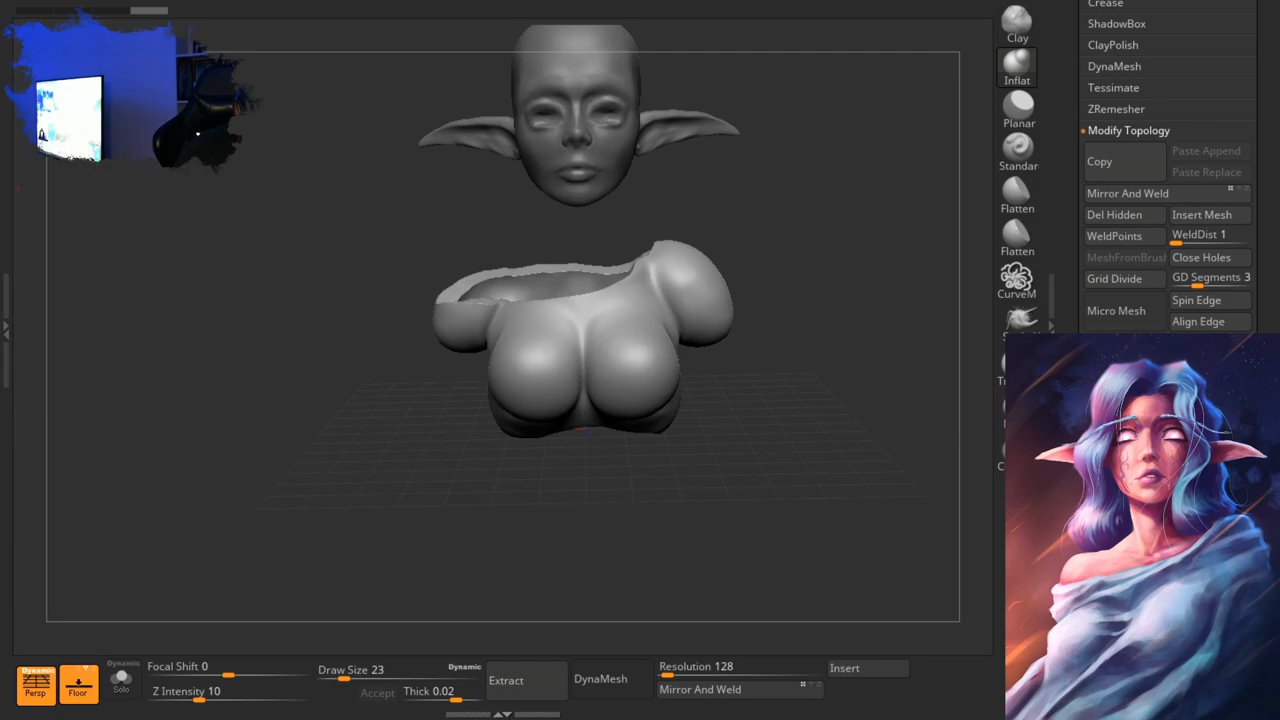 Crease
Clay
ShadowBox
ClayPolish
Inflat
DynaMesh
Tessimate
Planar
ZRemesher
Modify Topology
Standar
Copy
Paste Append
Paste Replace
Flatten
Mirror And Weld
Del Hidden
Insert Mesh
Flatten
WeldPoints
WeldDist 1
MeshFromBrus
Close Holes
CurveM
Grid Divide
GD Segments 3
Micro Mesh
Spin Edge
Align Edge
Dynamic
Persp
Floor
Dynamic
Solo
Focal Shift 0
Z Intensity 10
Draw Size 23
Dynamic
Accept
Thick 0.02
Extract
DynaMesh
Resolution 128
Mirror And Weld
Insert